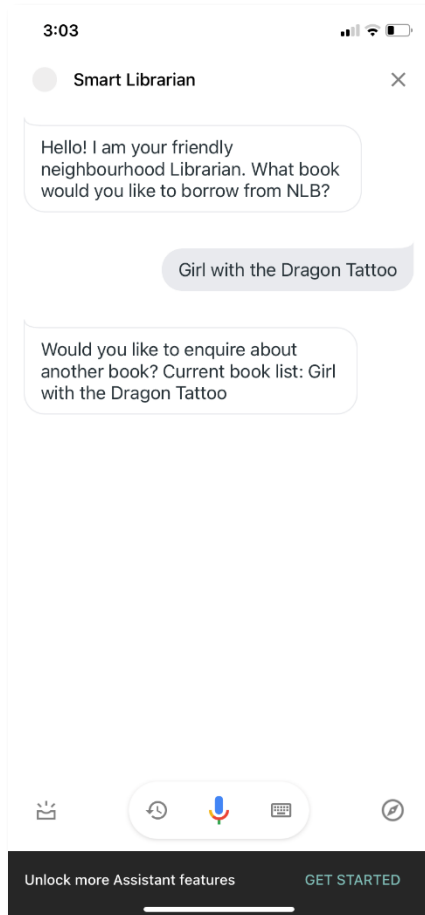 3:03
Smart Librarian
Hello! I am your friendly
neighbourhood Librarian. What book
would you like to borrow from NLB?
Girl with the Dragon Tattoo
Would you like to enquire about
another book? Current book list: Girl
with the Dragon Tattoo
Unlock more Assistant features
GET STARTED